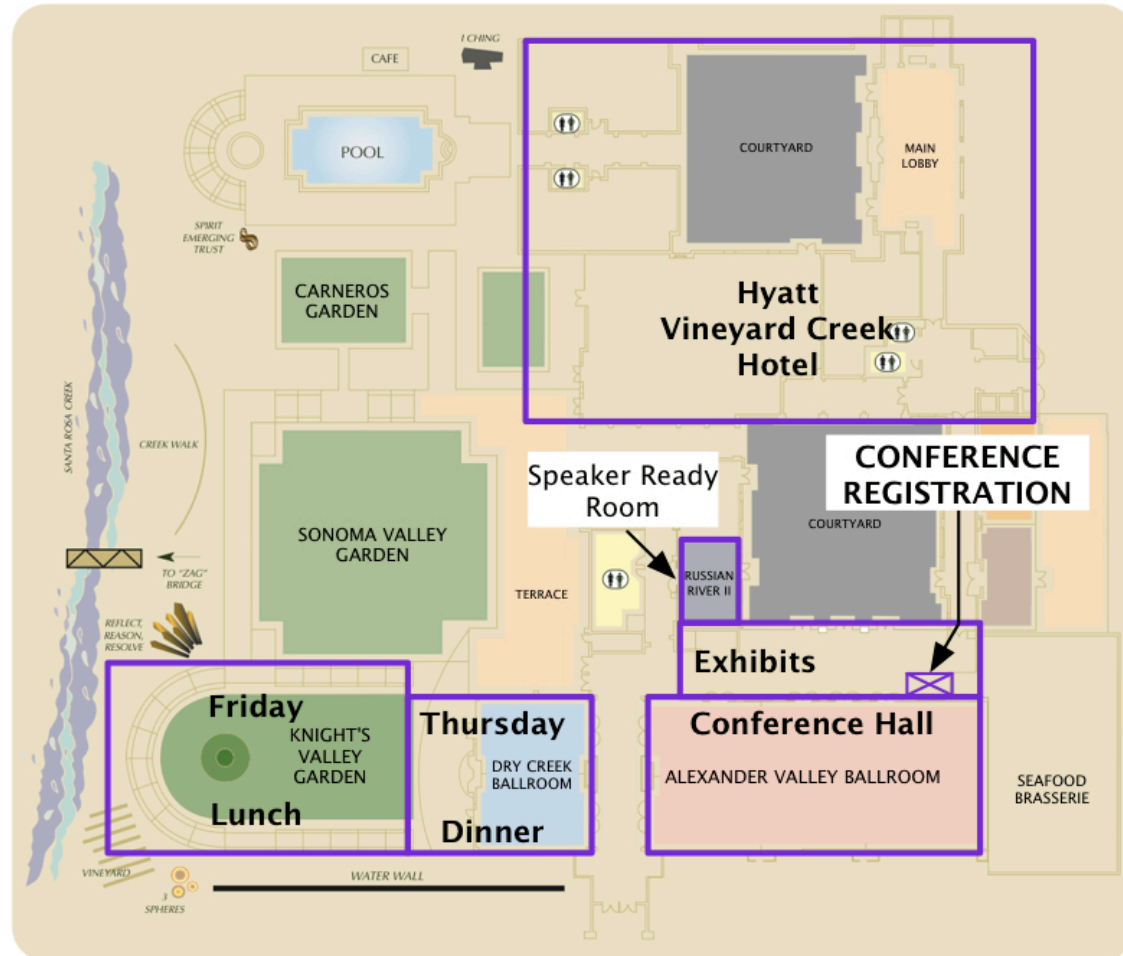 I CHING
CAFE
POOL
COURTYARD
MAIN
LOBBY
SPIRIT
EMERGING
TRUST
CARNEROS
GARDEN
Hyatt
Vineyard Creek
Hotel
SANTA ROSA CREEK
CREEK WALK
Speaker Ready
Room
CONFERENCE
REGISTRATION
SONOMA VALLEY
GARDEN
COURTYARD
TO "ZAG"
BRIDGE
TERRACE
RUSSIAN
RIVER II
REFLECT,
REASON,
RESOLVE
Exhibits
Friday
KNIGHT'S
VALLEY
GARDEN
Lunch
Thursday
DRY CREEK
BALLROOM
Dinner
Conference Hall
ALEXANDER VALLEY BALLROOM
SEAFOOD
BRASSERIE
VINEYARD
WATER WALL
3
SPHERES